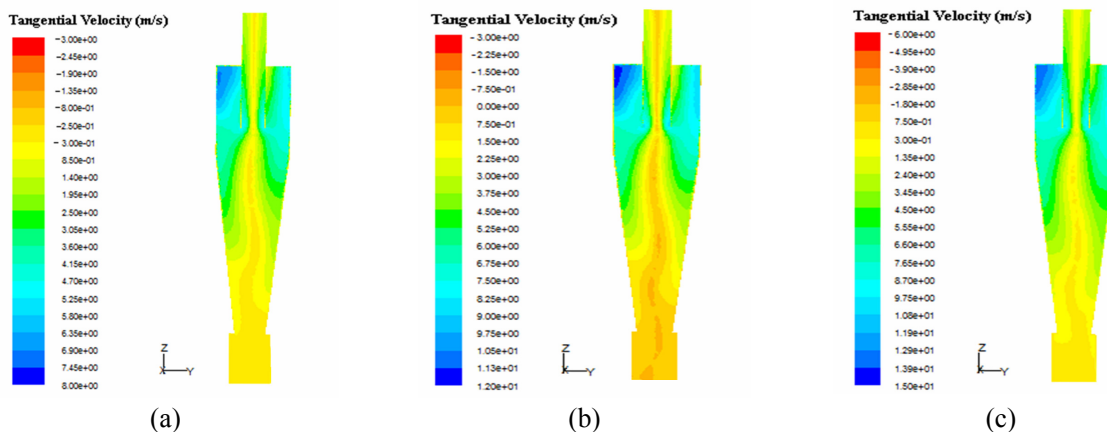 Tangential Velocity (m/s)
-3.00e+00
-2.45e+00
-1.90e+00
-1.35e+00
-8.00e-01
-2.50e-01
-3.00e-01
8.50e-01
1.40e+00
1.95e+00
2.50e+00
3.05e+00
3.60e+00
4.15e+00
4.70e+00
5.25e+00
5.80e+00
6.35e+00
6.90e+00
7.45e+00
8.00e+00
Z
X Y
(a)
Tangential Velocity (m/s)
-3.00e+00
-2.25e+00
-1.50e+00
-7.50e-01
0.00e+00
7.50e-01
1.50e+00
2.25e+00
3.00e+00
3.75e+00
4.50e+00
5.25e+00
6.00e+00
6.75e+00
7.50e+00
8.25e+00
9.00e+00
9.75e+00
1.05e+01
1.13e+01
1.20e+01
Z
X Y
(b)
Tangential Velocity (m/s)
-6.00e+00
-4.95e+00
-3.90e+00
-2.85e+00
-1.80e+00
7.50e-01
3.00e-01
1.35e+00
2.40e+00
3.45e+00
4.50e+00
5.55e+00
6.60e+00
7.65e+00
8.70e+00
9.75e+00
1.08e+01
1.19e+01
1.29e+01
1.39e+01
1.50e+01
Z
X Y
(c)